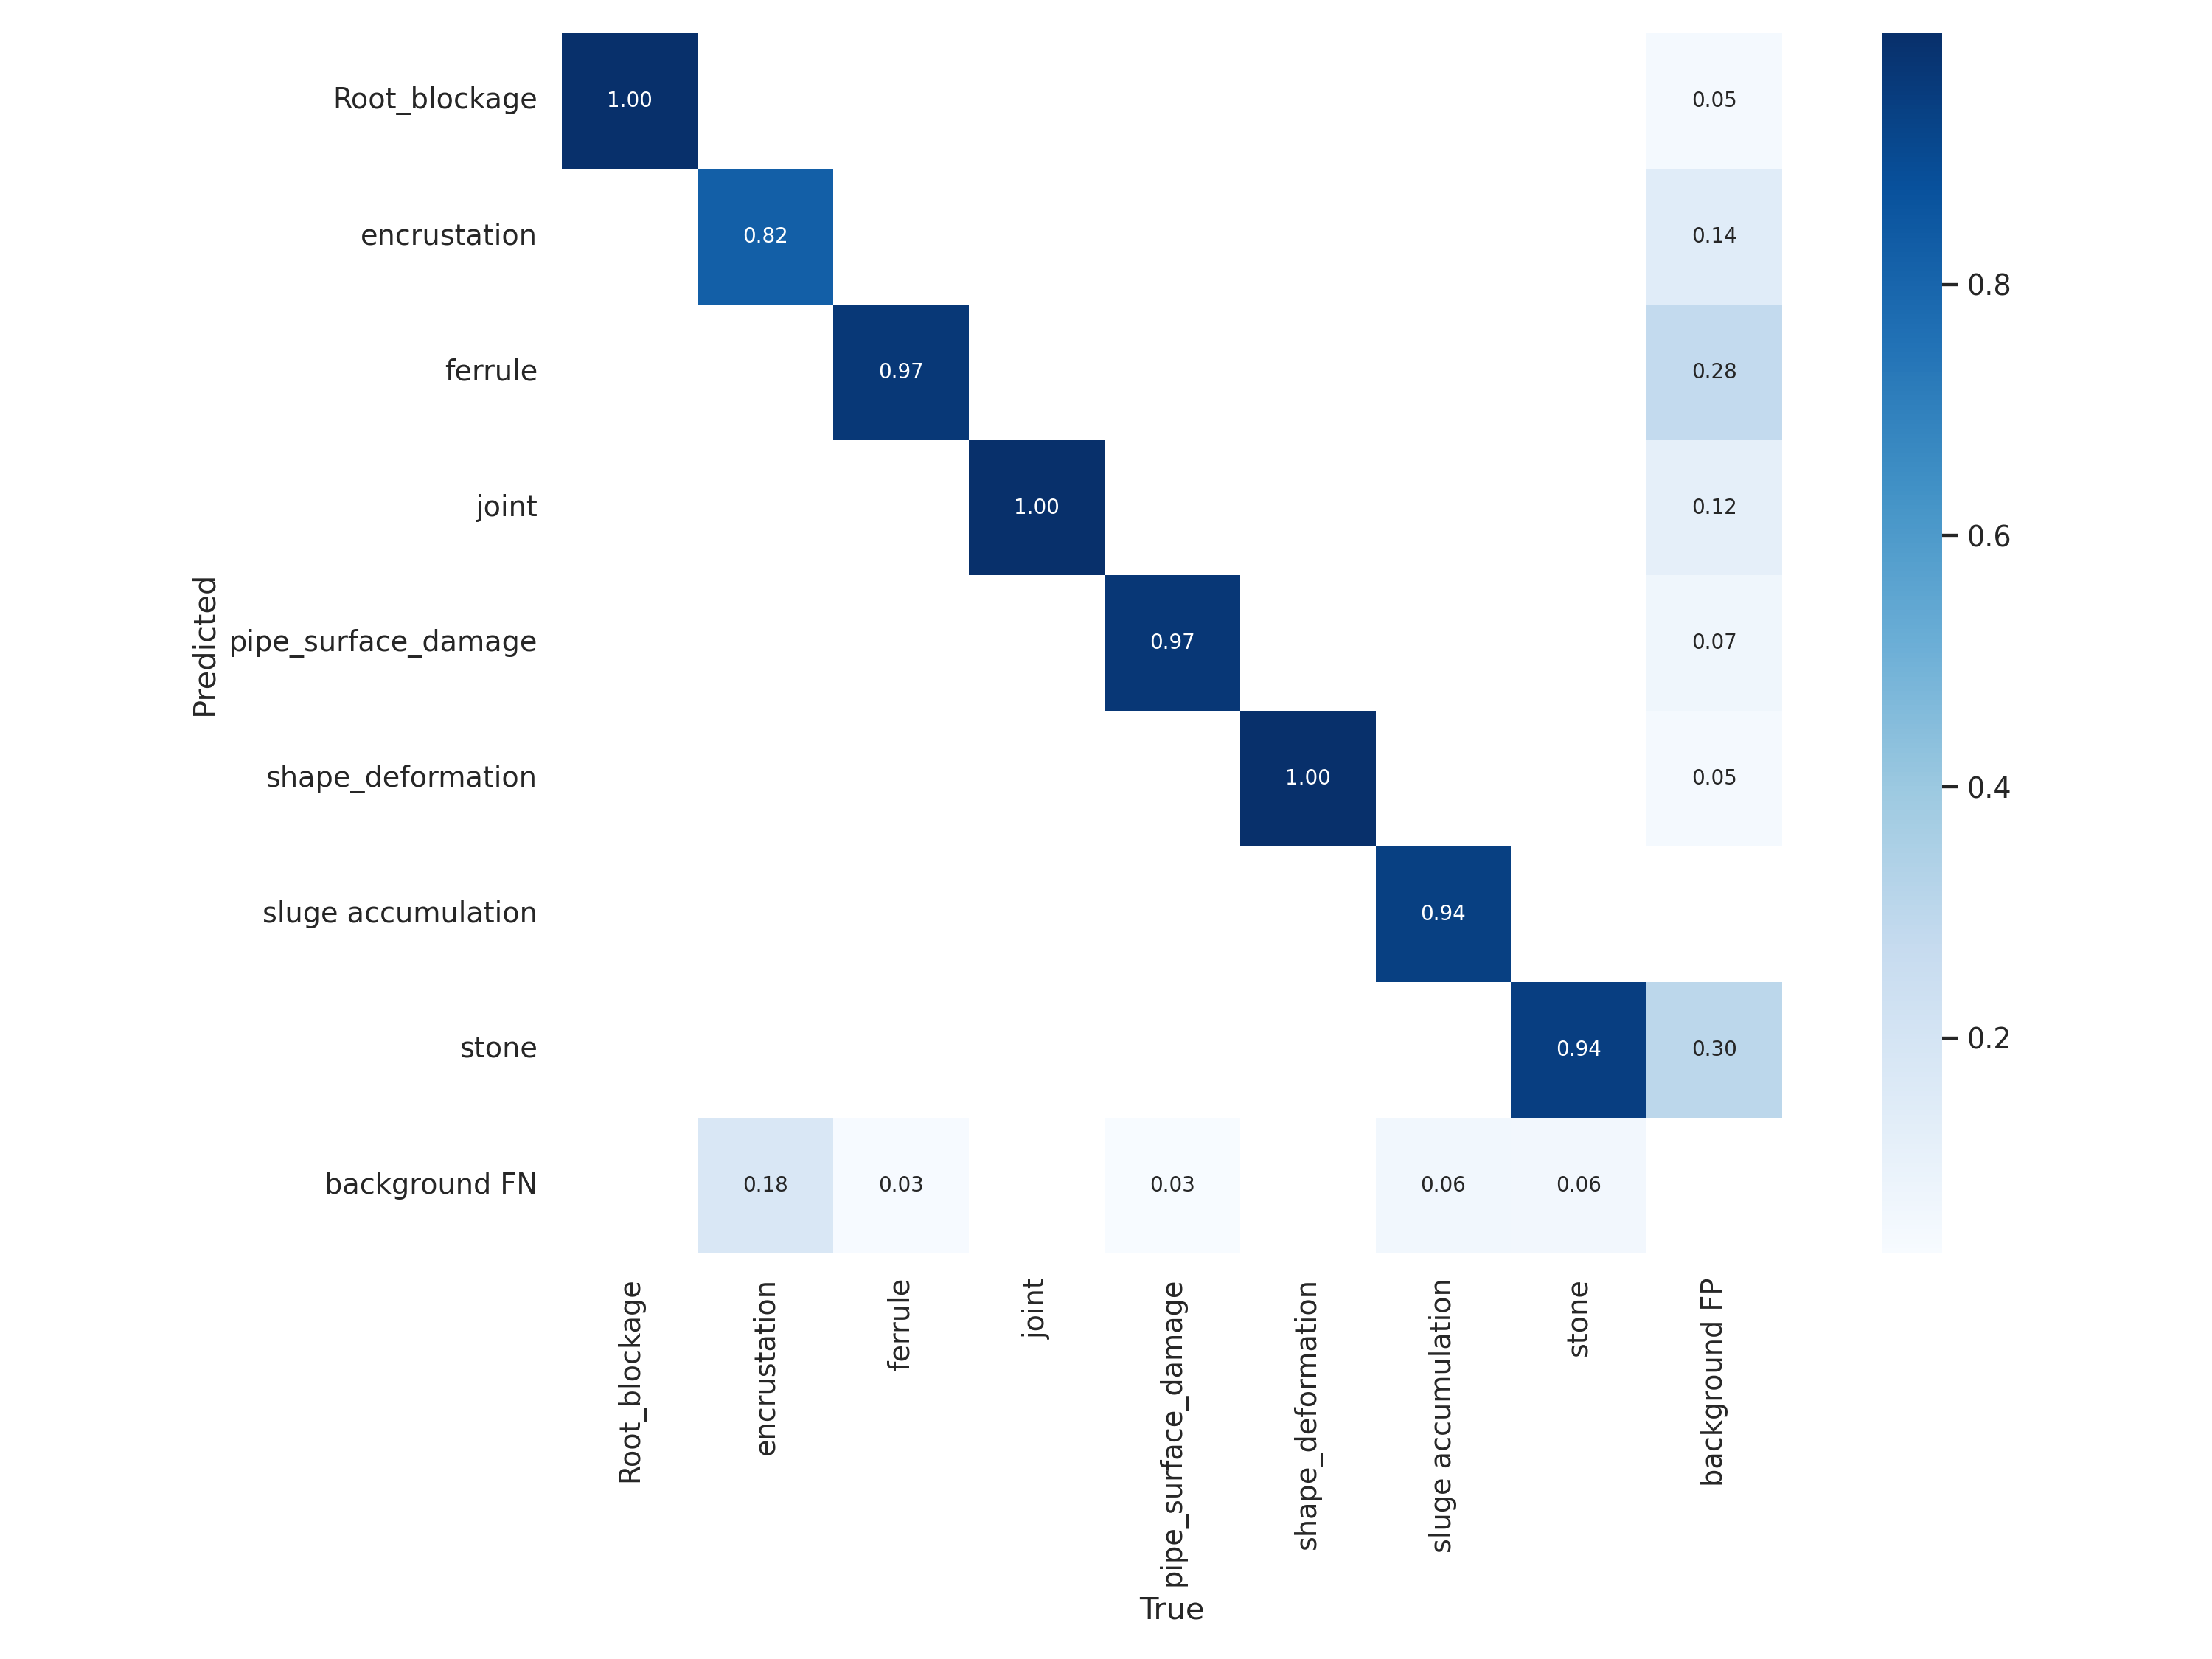 Root_blockage 1.00 0.05
encrustation 0.82 0.14
0.8
ferrule 0.97 0.28
joint 1.00 0.12
0.6
Predicted
pipe_surface_damage 0.97 0.07
shape_deformation 1.00 0.05
0.4
sluge accumulation 0.94
stone 0.94 0.30
0.2
background FN 0.18 0.03 0.03 0.06 0.06
Root_blockage
encrustation
ferrule
joint
pipe_surface_damage
shape_deformation
sluge accumulation
stone
background FP
True